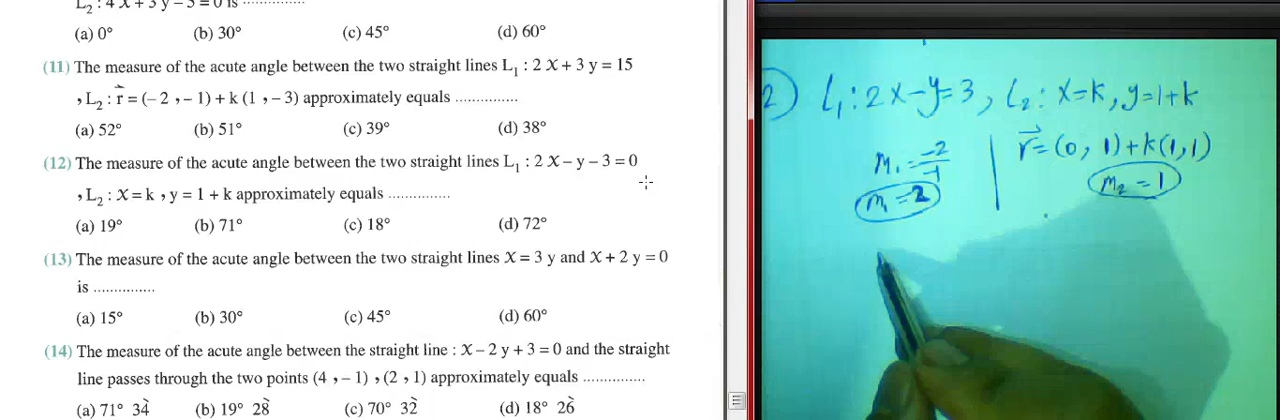 L₂ : 4 X + 3 y − 5 = 0 is ...............
(a) 0° (b) 30° (c) 45° (d) 60°
(11) The measure of the acute angle between the two straight lines L₁ : 2 X + 3 y = 15
, L₂ : r⃗ = (− 2 , − 1) + k (1 , − 3) approximately equals ...............
(a) 52° (b) 51° (c) 39° (d) 38°
(12) The measure of the acute angle between the two straight lines L₁ : 2 X − y − 3 = 0
, L₂ : X = k , y = 1 + k approximately equals ...............
(a) 19° (b) 71° (c) 18° (d) 72°
(13) The measure of the acute angle between the two straight lines X = 3 y and X + 2 y = 0
is ...............
(a) 15° (b) 30° (c) 45° (d) 60°
(14) The measure of the acute angle between the straight line : X − 2 y + 3 = 0 and the straight
line passes through the two points (4 , − 1) , (2 , 1) approximately equals ...............
(a) 71° 34̀ (b) 19° 28̀ (c) 70° 32̀ (d) 18° 26̀
2) L₁ : 2x − y = 3 , L₂ : x = k , y = 1 + k
m₁ = −2/−1
m₁ = 2
r⃗ = (0 , 1) + k(1, 1)
m₂ = 1